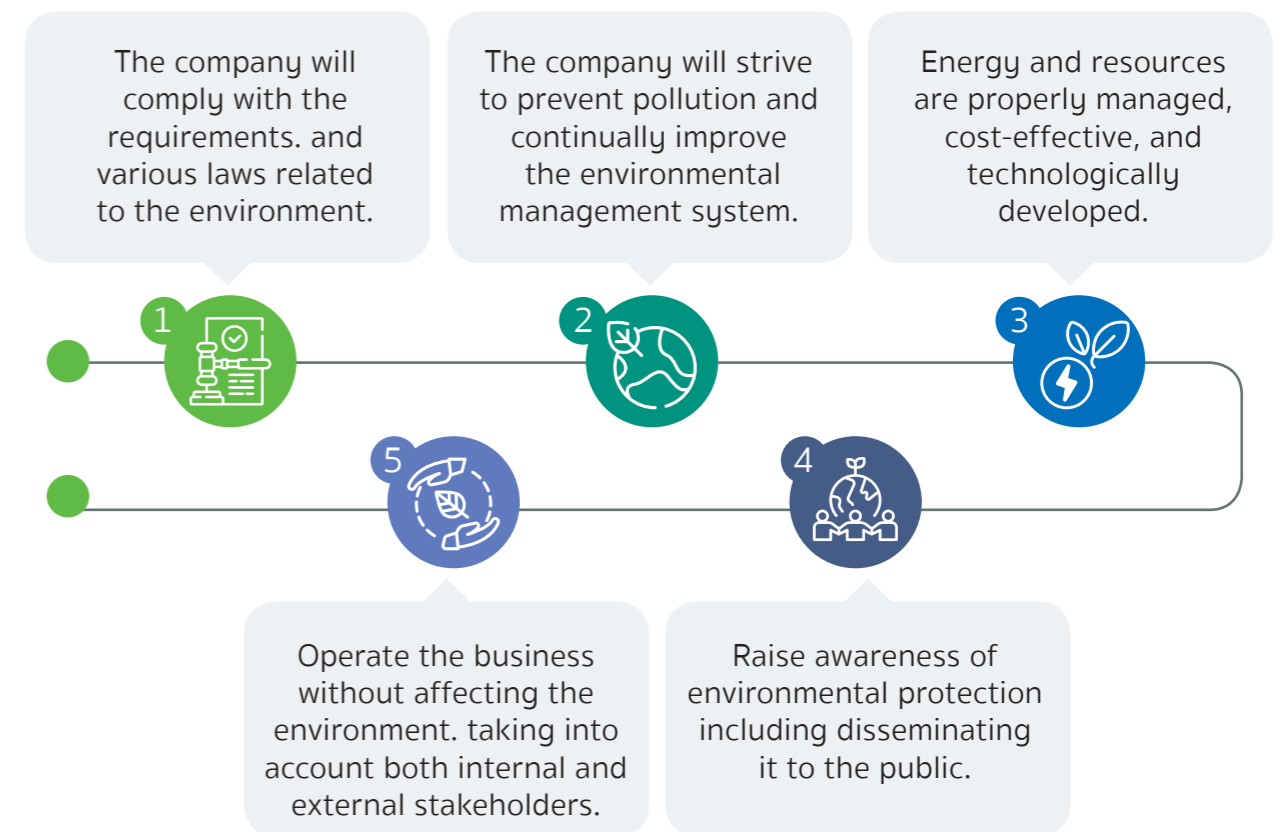 The company will
comply with the
requirements. and
various laws related
to the environment.
The company will strive
to prevent pollution and
continually improve
the environmental
management system.
Energy and resources
are properly managed,
cost-effective, and
technologically
developed.
1
2
3
5
4
Operate the business
without affecting the
environment. taking into
account both internal and
external stakeholders.
Raise awareness of
environmental protection
including disseminating
it to the public.